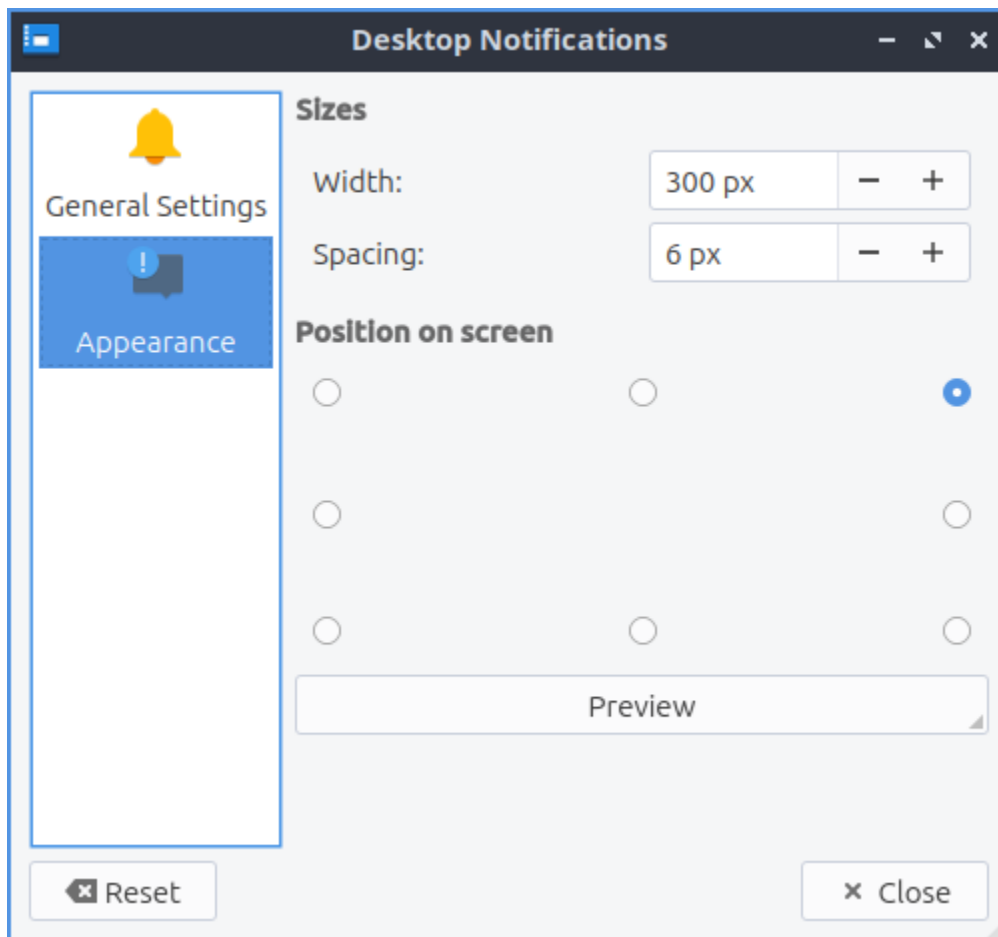 Desktop Notifications
General Settings
Appearance
Sizes
Width:
300 px
Spacing:
6 px
Position on screen
Preview
Reset
Close